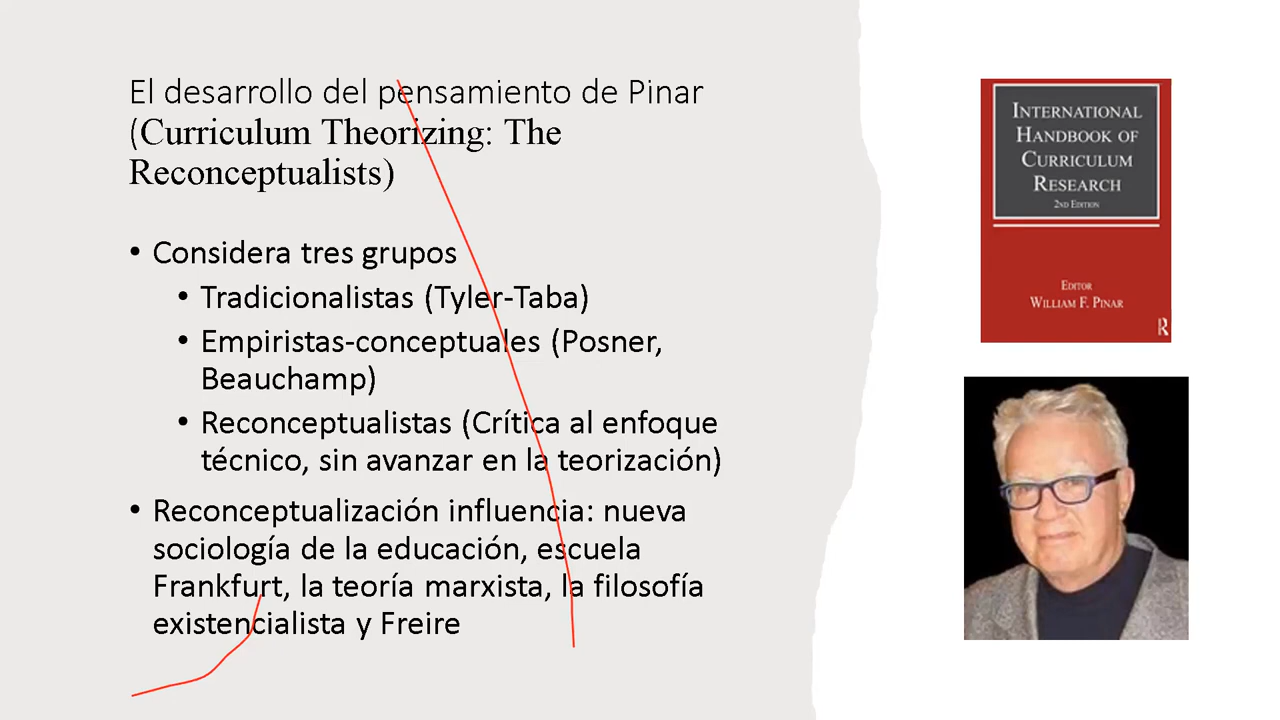 El desarrollo del pensamiento de Pinar
(Curriculum Theorizing: The
Reconceptualists)
• Considera tres grupos
• Tradicionalistas (Tyler-Taba)
• Empiristas-conceptuales (Posner,
Beauchamp)
• Reconceptualistas (Crítica al enfoque
técnico, sin avanzar en la teorización)
• Reconceptualización influencia: nueva
sociología de la educación, escuela
Frankfurt, la teoría marxista, la filosofía
existencialista y Freire
INTERNATIONAL
HANDBOOK OF
CURRICULUM
RESEARCH
2ND EDITION
EDITOR
WILLIAM F. PINAR
R